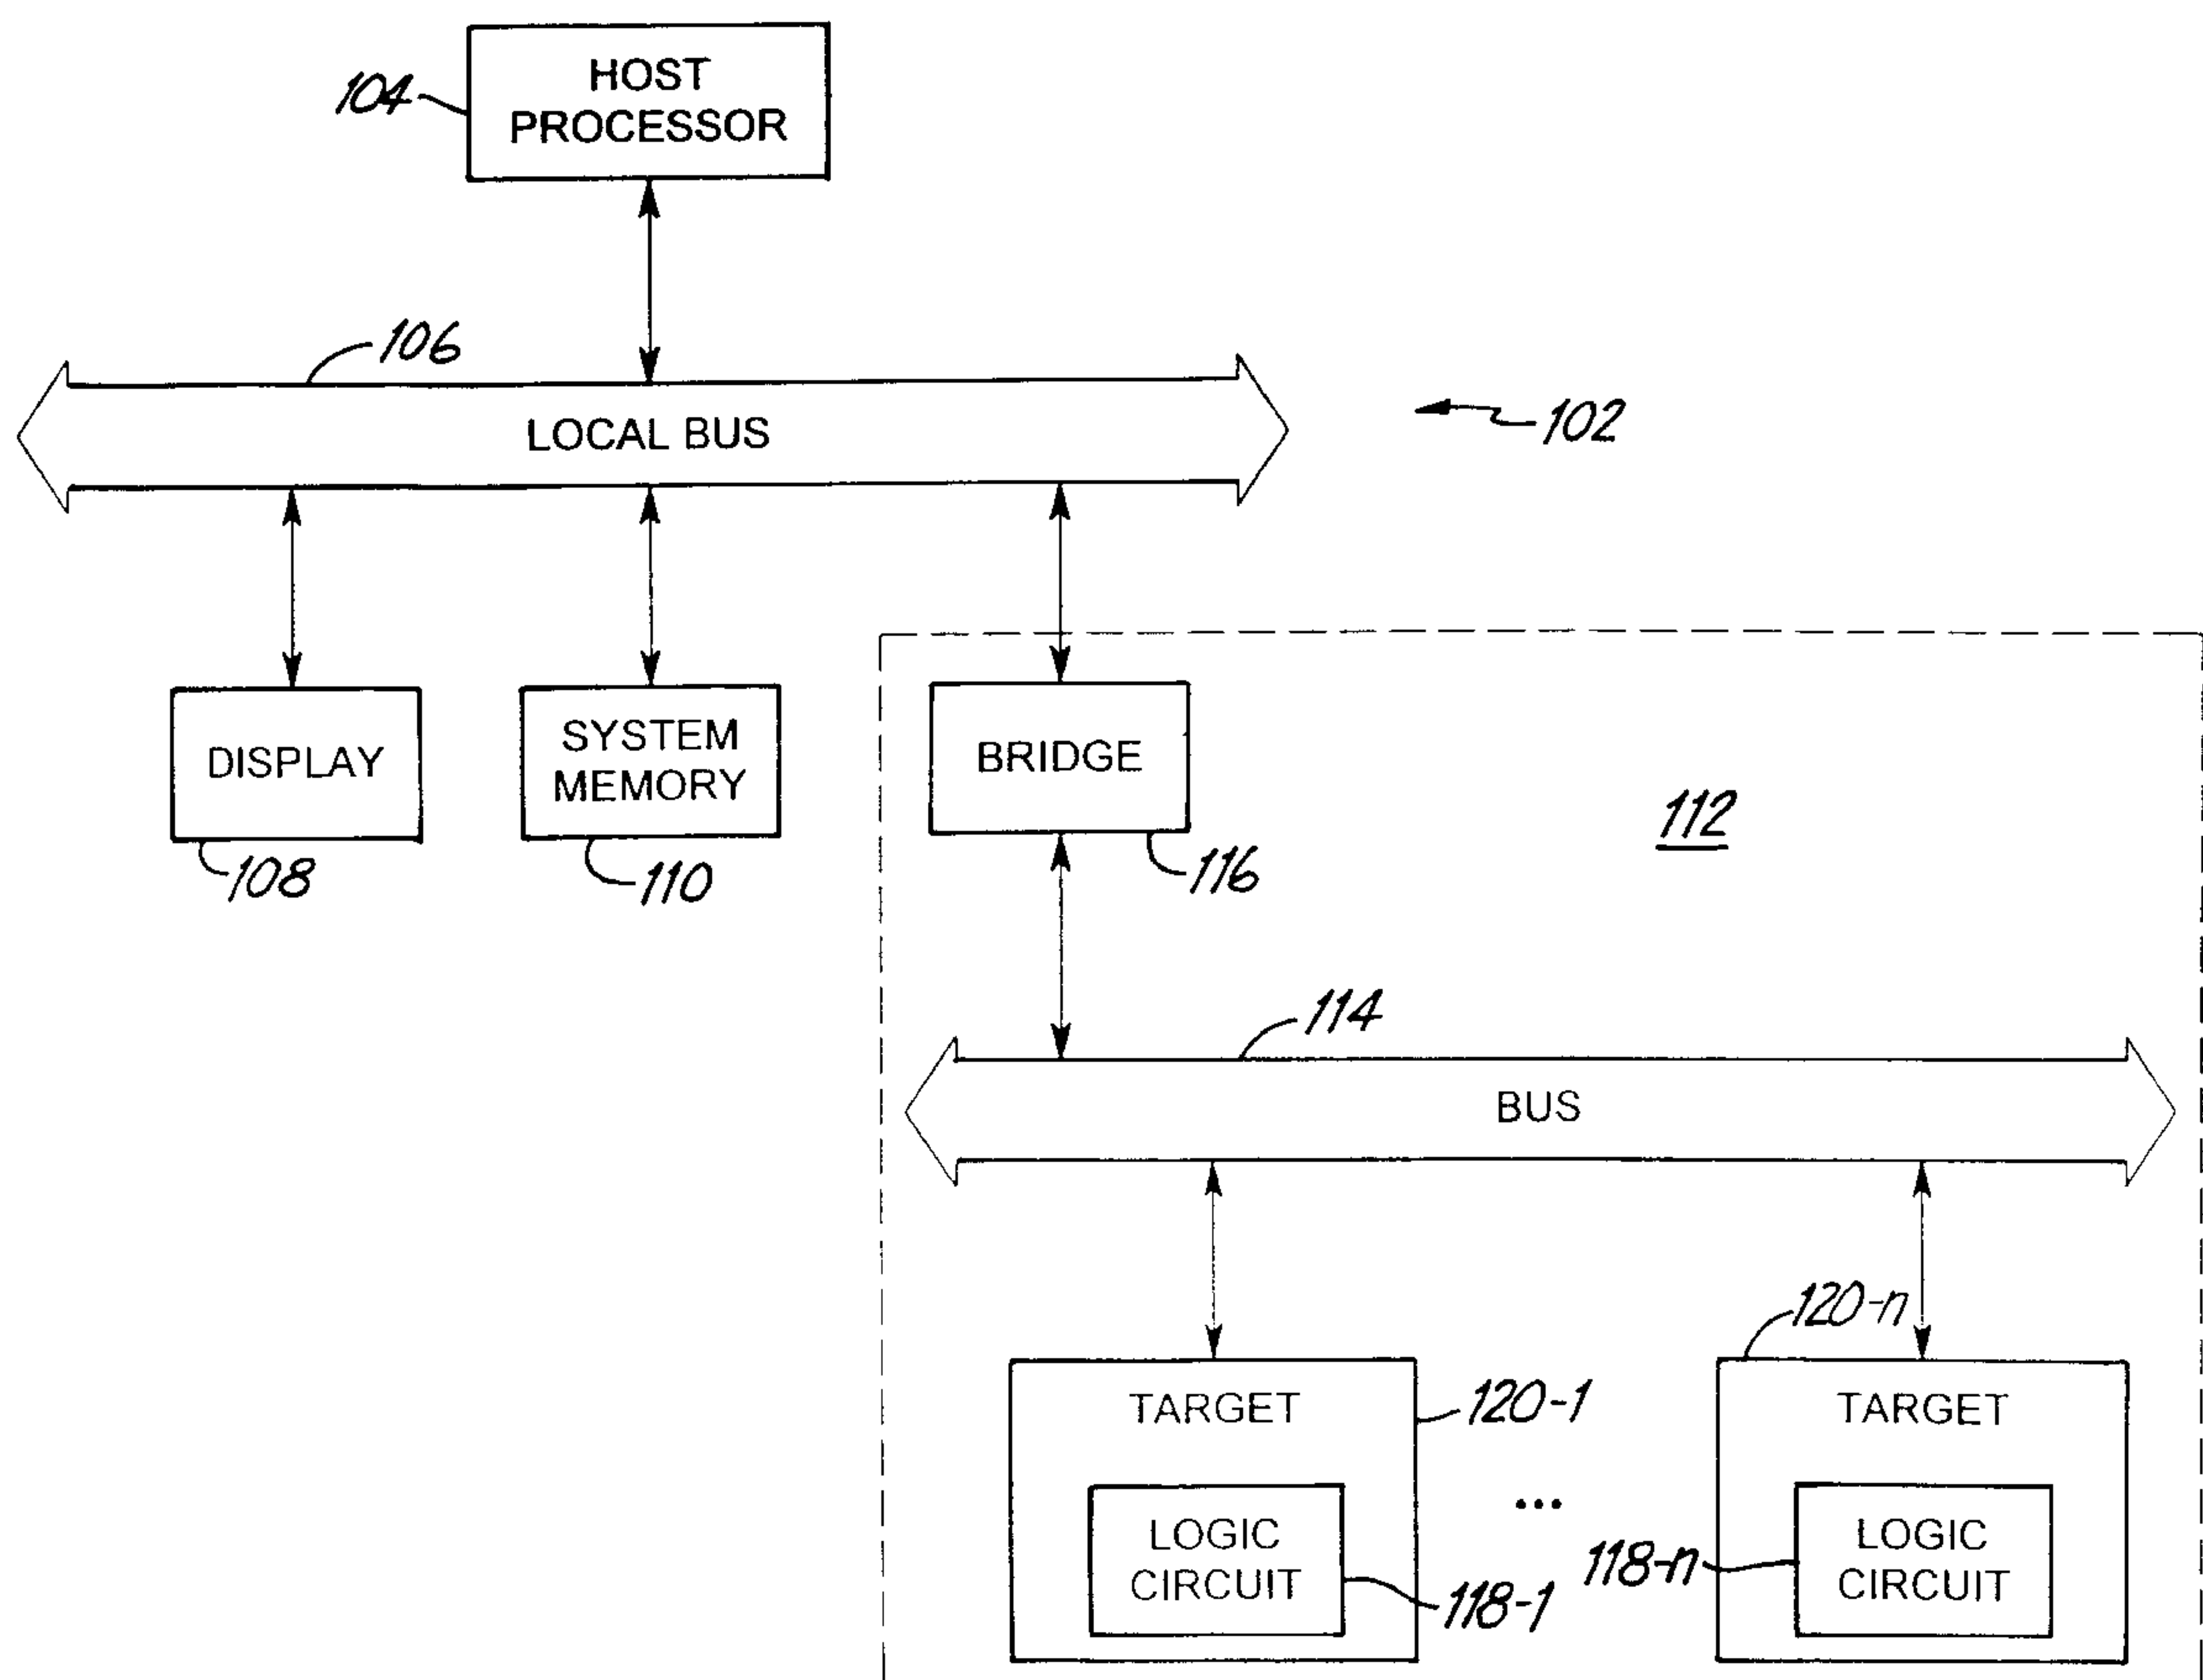 HOST
PROCESSOR
104
106
LOCAL BUS
102
DISPLAY
SYSTEM
MEMORY
BRIDGE
112
108
110
116
114
BUS
120-n
TARGET
120-1
TARGET
...
LOGIC
CIRCUIT
118-1
118-n
LOGIC
CIRCUIT